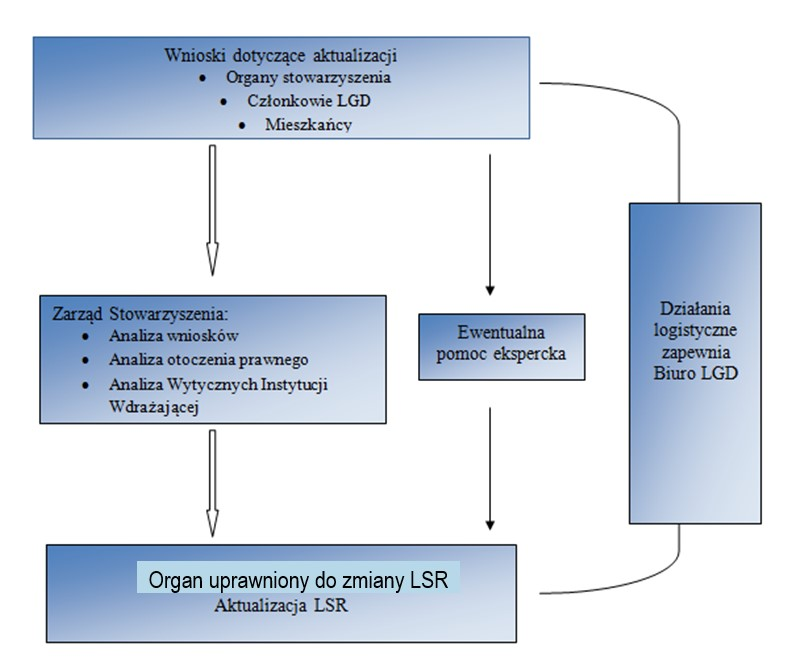 Wnioski dotyczące aktualizacji
• Organy stowarzyszenia
• Członkowie LGD
• Mieszkańcy
Zarząd Stowarzyszenia:
• Analiza wniosków
• Analiza otoczenia prawnego
• Analiza Wytycznych Instytucji
Wdrażającej
Ewentualna
pomoc ekspercka
Działania
logistyczne
zapewnia
Biuro LGD
Organ uprawniony do zmiany LSR
Aktualizacja LSR